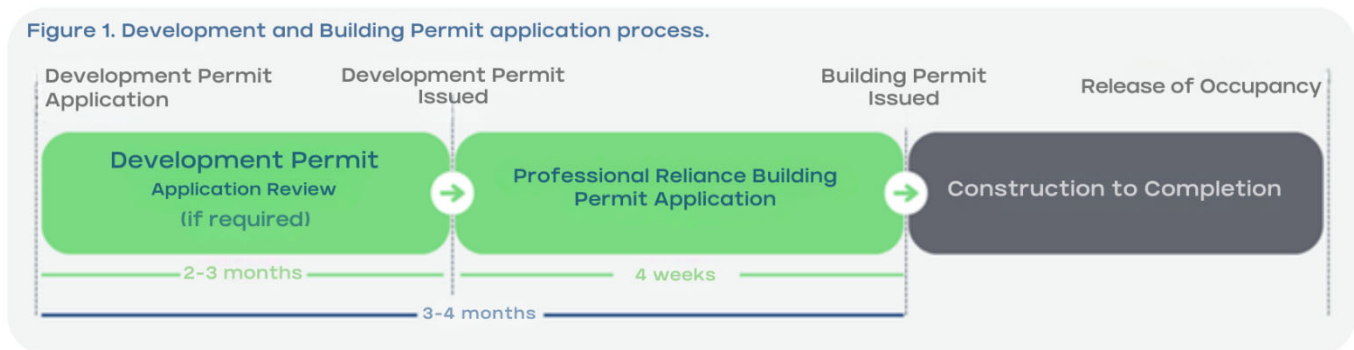 Figure 1. Development and Building Permit application process.
Development Permit
Application
Development Permit
Issued
Building Permit
Issued
Release of Occupancy
Development Permit
Application Review
(if required)
Professional Reliance Building
Permit Application
Construction to Completion
2-3 months
4 weeks
3-4 months